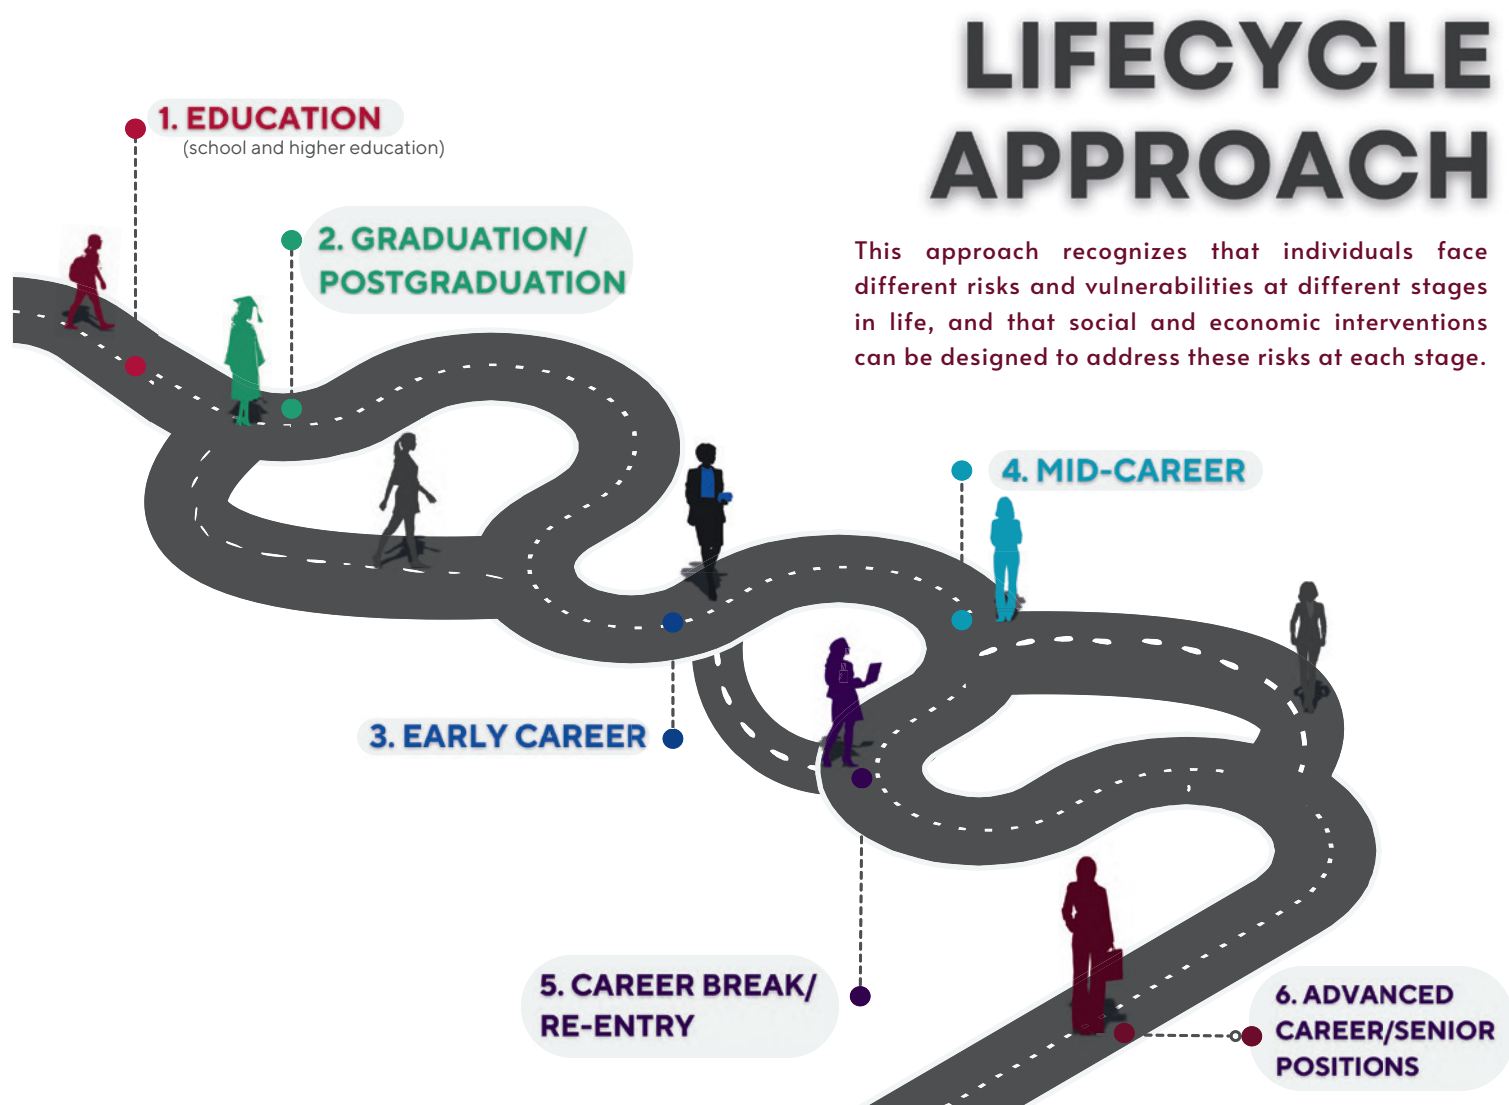 LIFECYCLE
APPROACH
This approach recognizes that individuals face
different risks and vulnerabilities at different stages
in life, and that social and economic interventions
can be designed to address these risks at each stage.
1. EDUCATION
(school and higher education)
2. GRADUATION/
POSTGRADUATION
3. EARLY CAREER
4. MID-CAREER
5. CAREER BREAK/
RE-ENTRY
6. ADVANCED
CAREER/SENIOR
POSITIONS